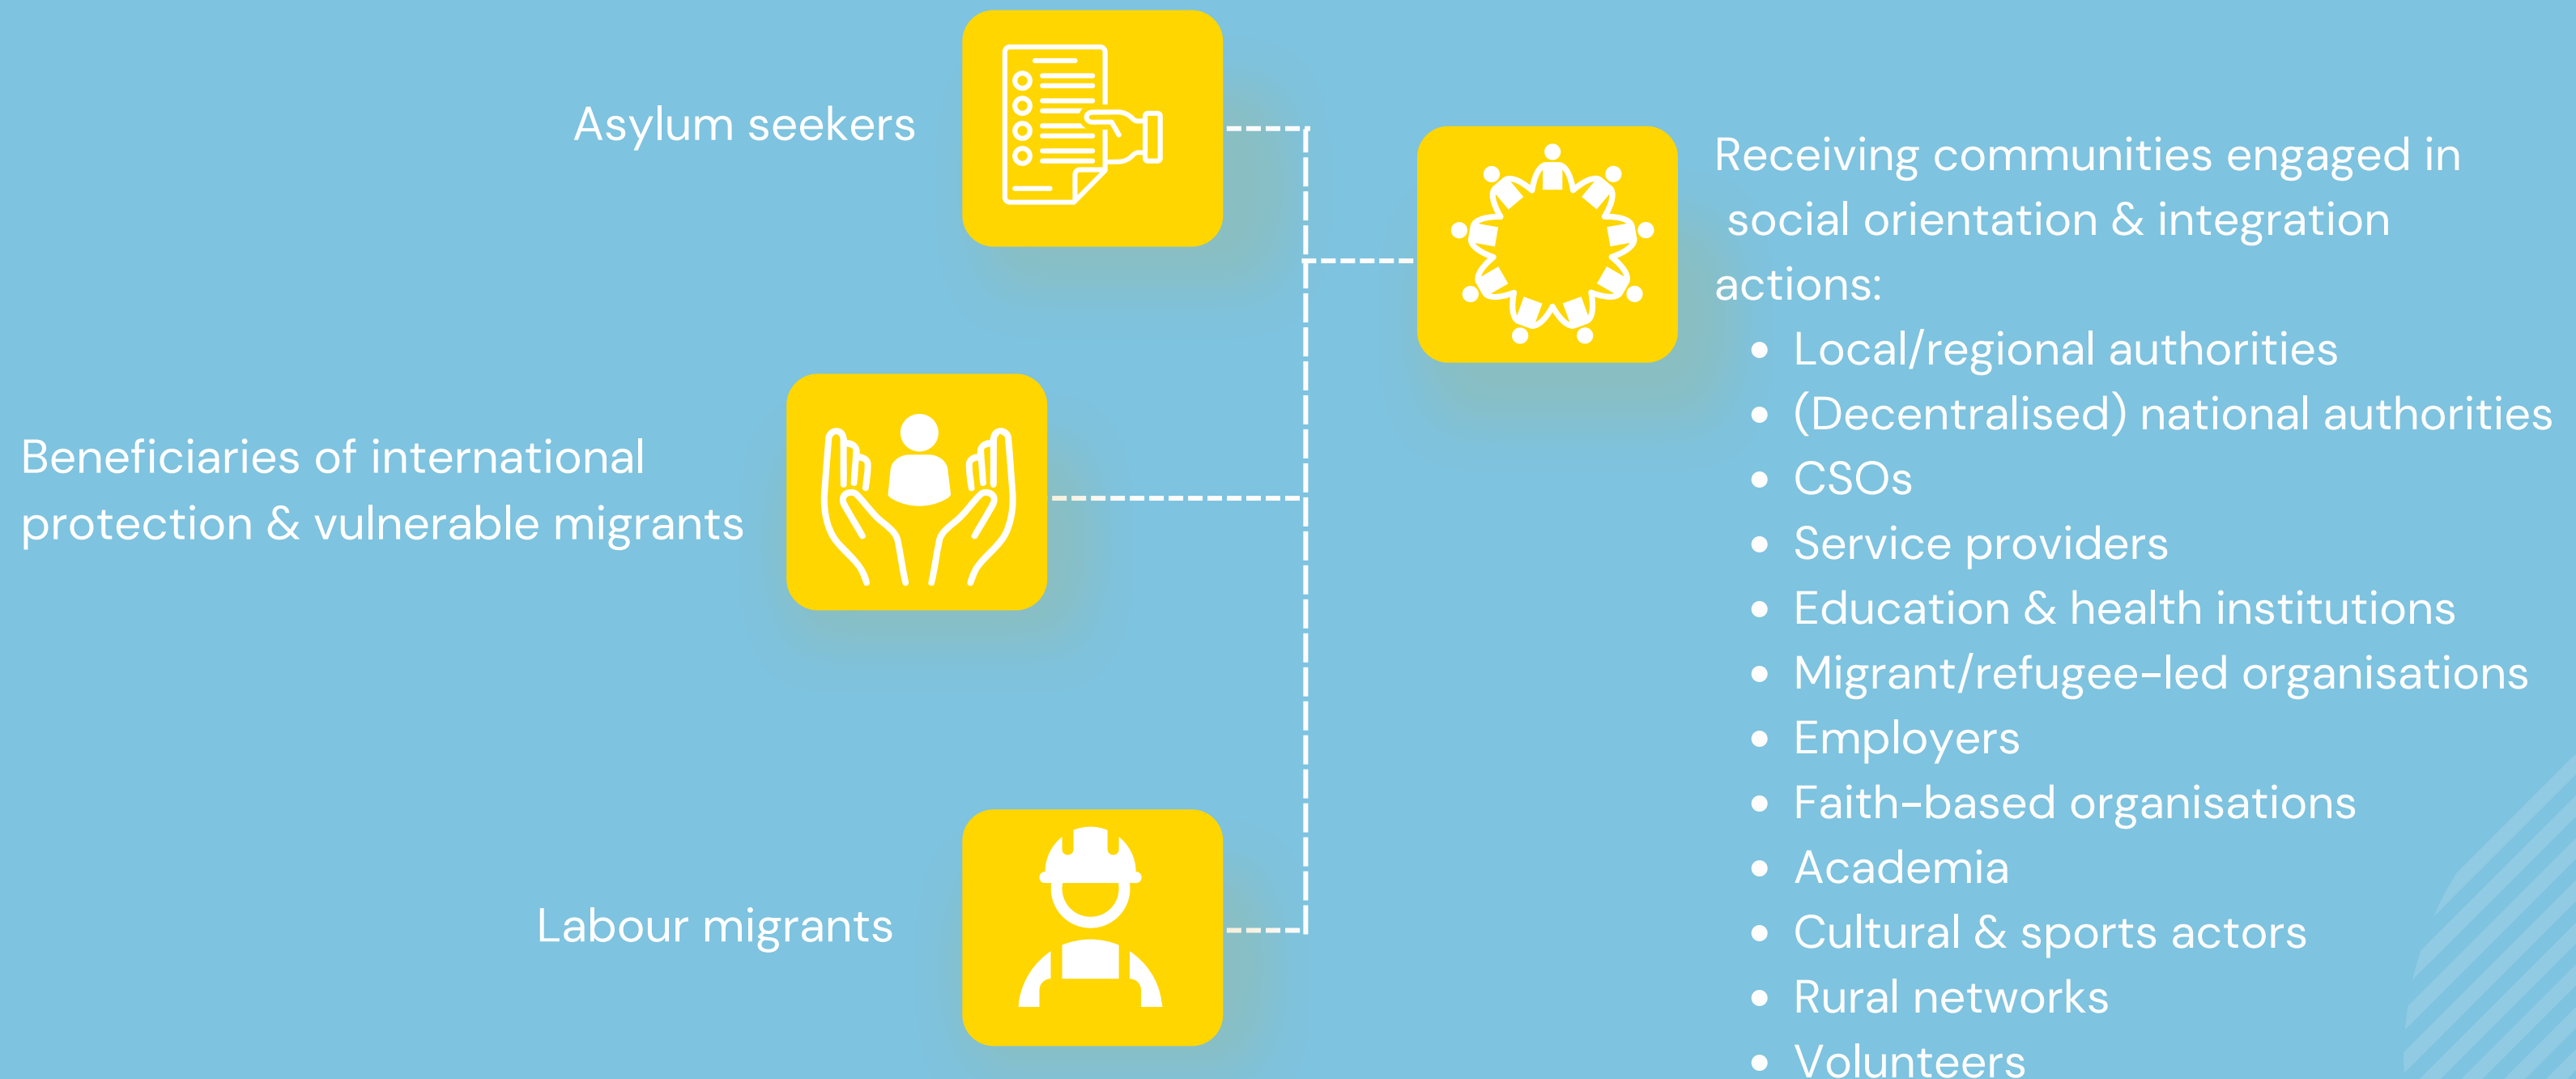 Asylum seekers
Beneficiaries of international
protection & vulnerable migrants
Labour migrants
Receiving communities engaged in
social orientation & integration
actions:
• Local/regional authorities
• (Decentralised) national authorities
• CSOs
• Service providers
• Education & health institutions
• Migrant/refugee-led organisations
• Employers
• Faith-based organisations
• Academia
• Cultural & sports actors
• Rural networks
• Volunteers